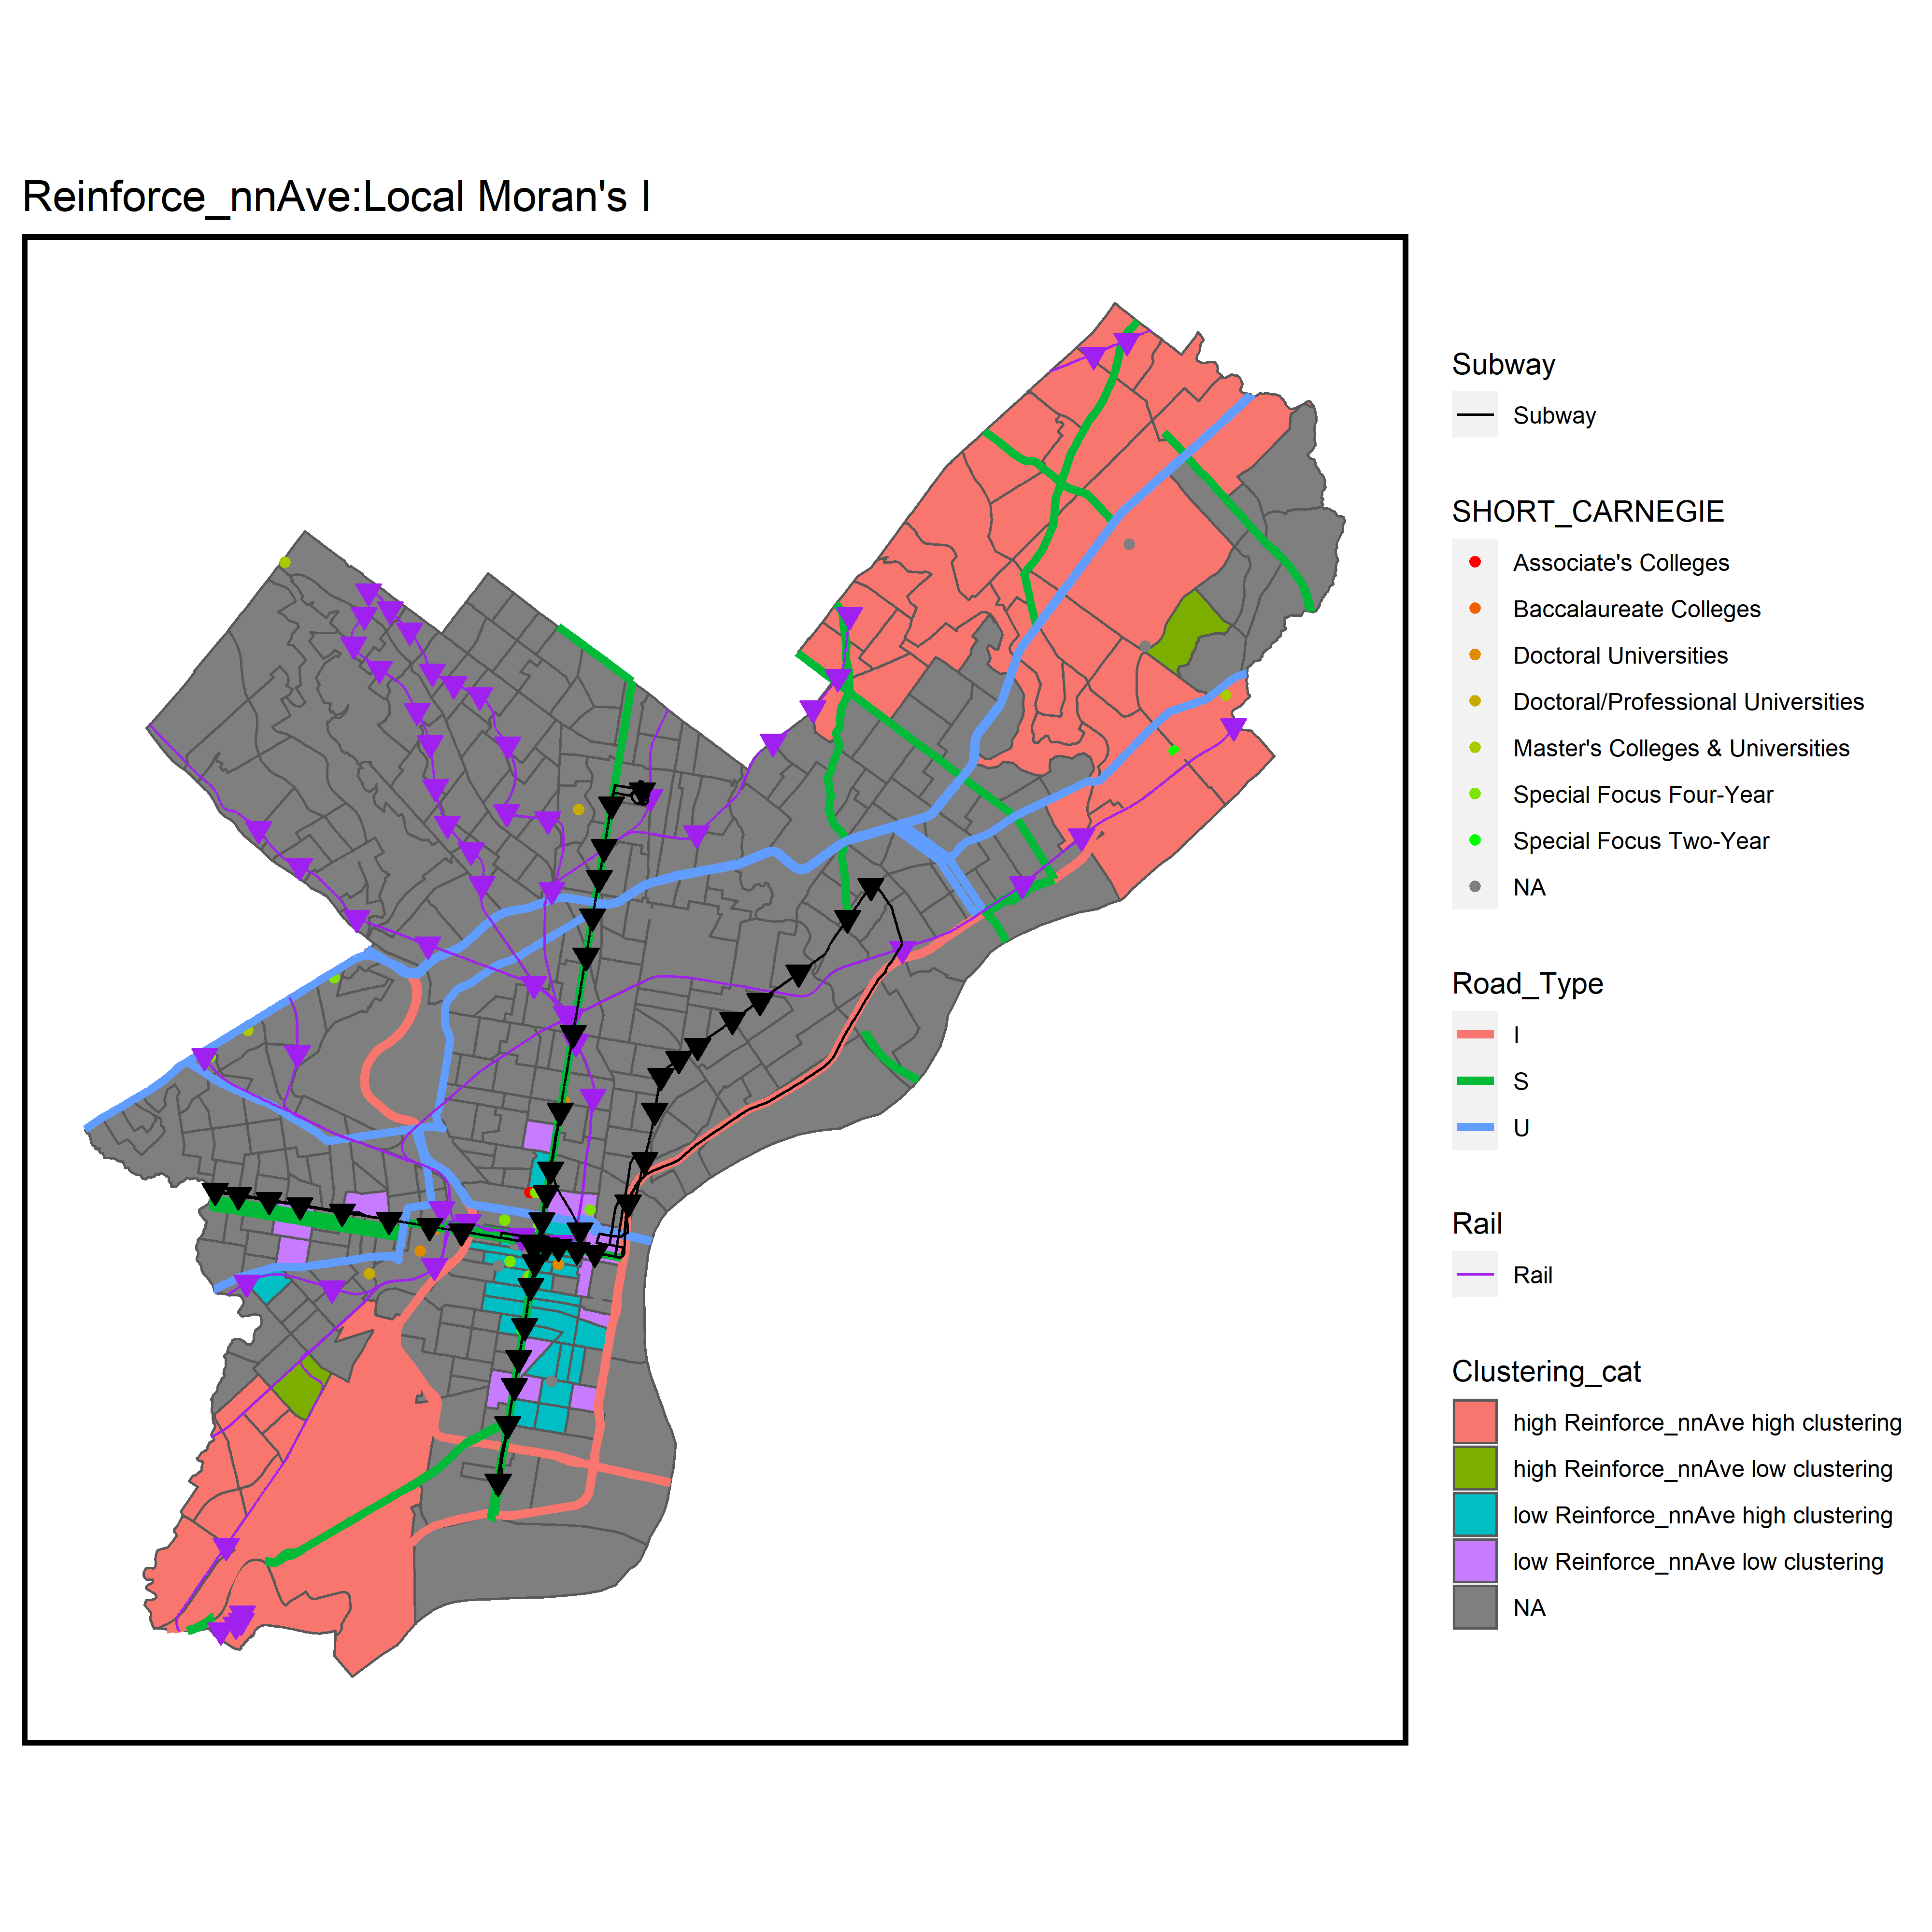 Reinforce_nnAve:Local Moran's I
Subway
Subway
SHORT_CARNEGIE
Associate's Colleges
Baccalaureate Colleges
Doctoral Universities
Doctoral/Professional Universities
Master's Colleges & Universities
Special Focus Four-Year
Special Focus Two-Year
NA
Road_Type
I
S
U
Rail
Rail
Clustering_cat
high Reinforce_nnAve high clustering
high Reinforce_nnAve low clustering
low Reinforce_nnAve high clustering
low Reinforce_nnAve low clustering
NA